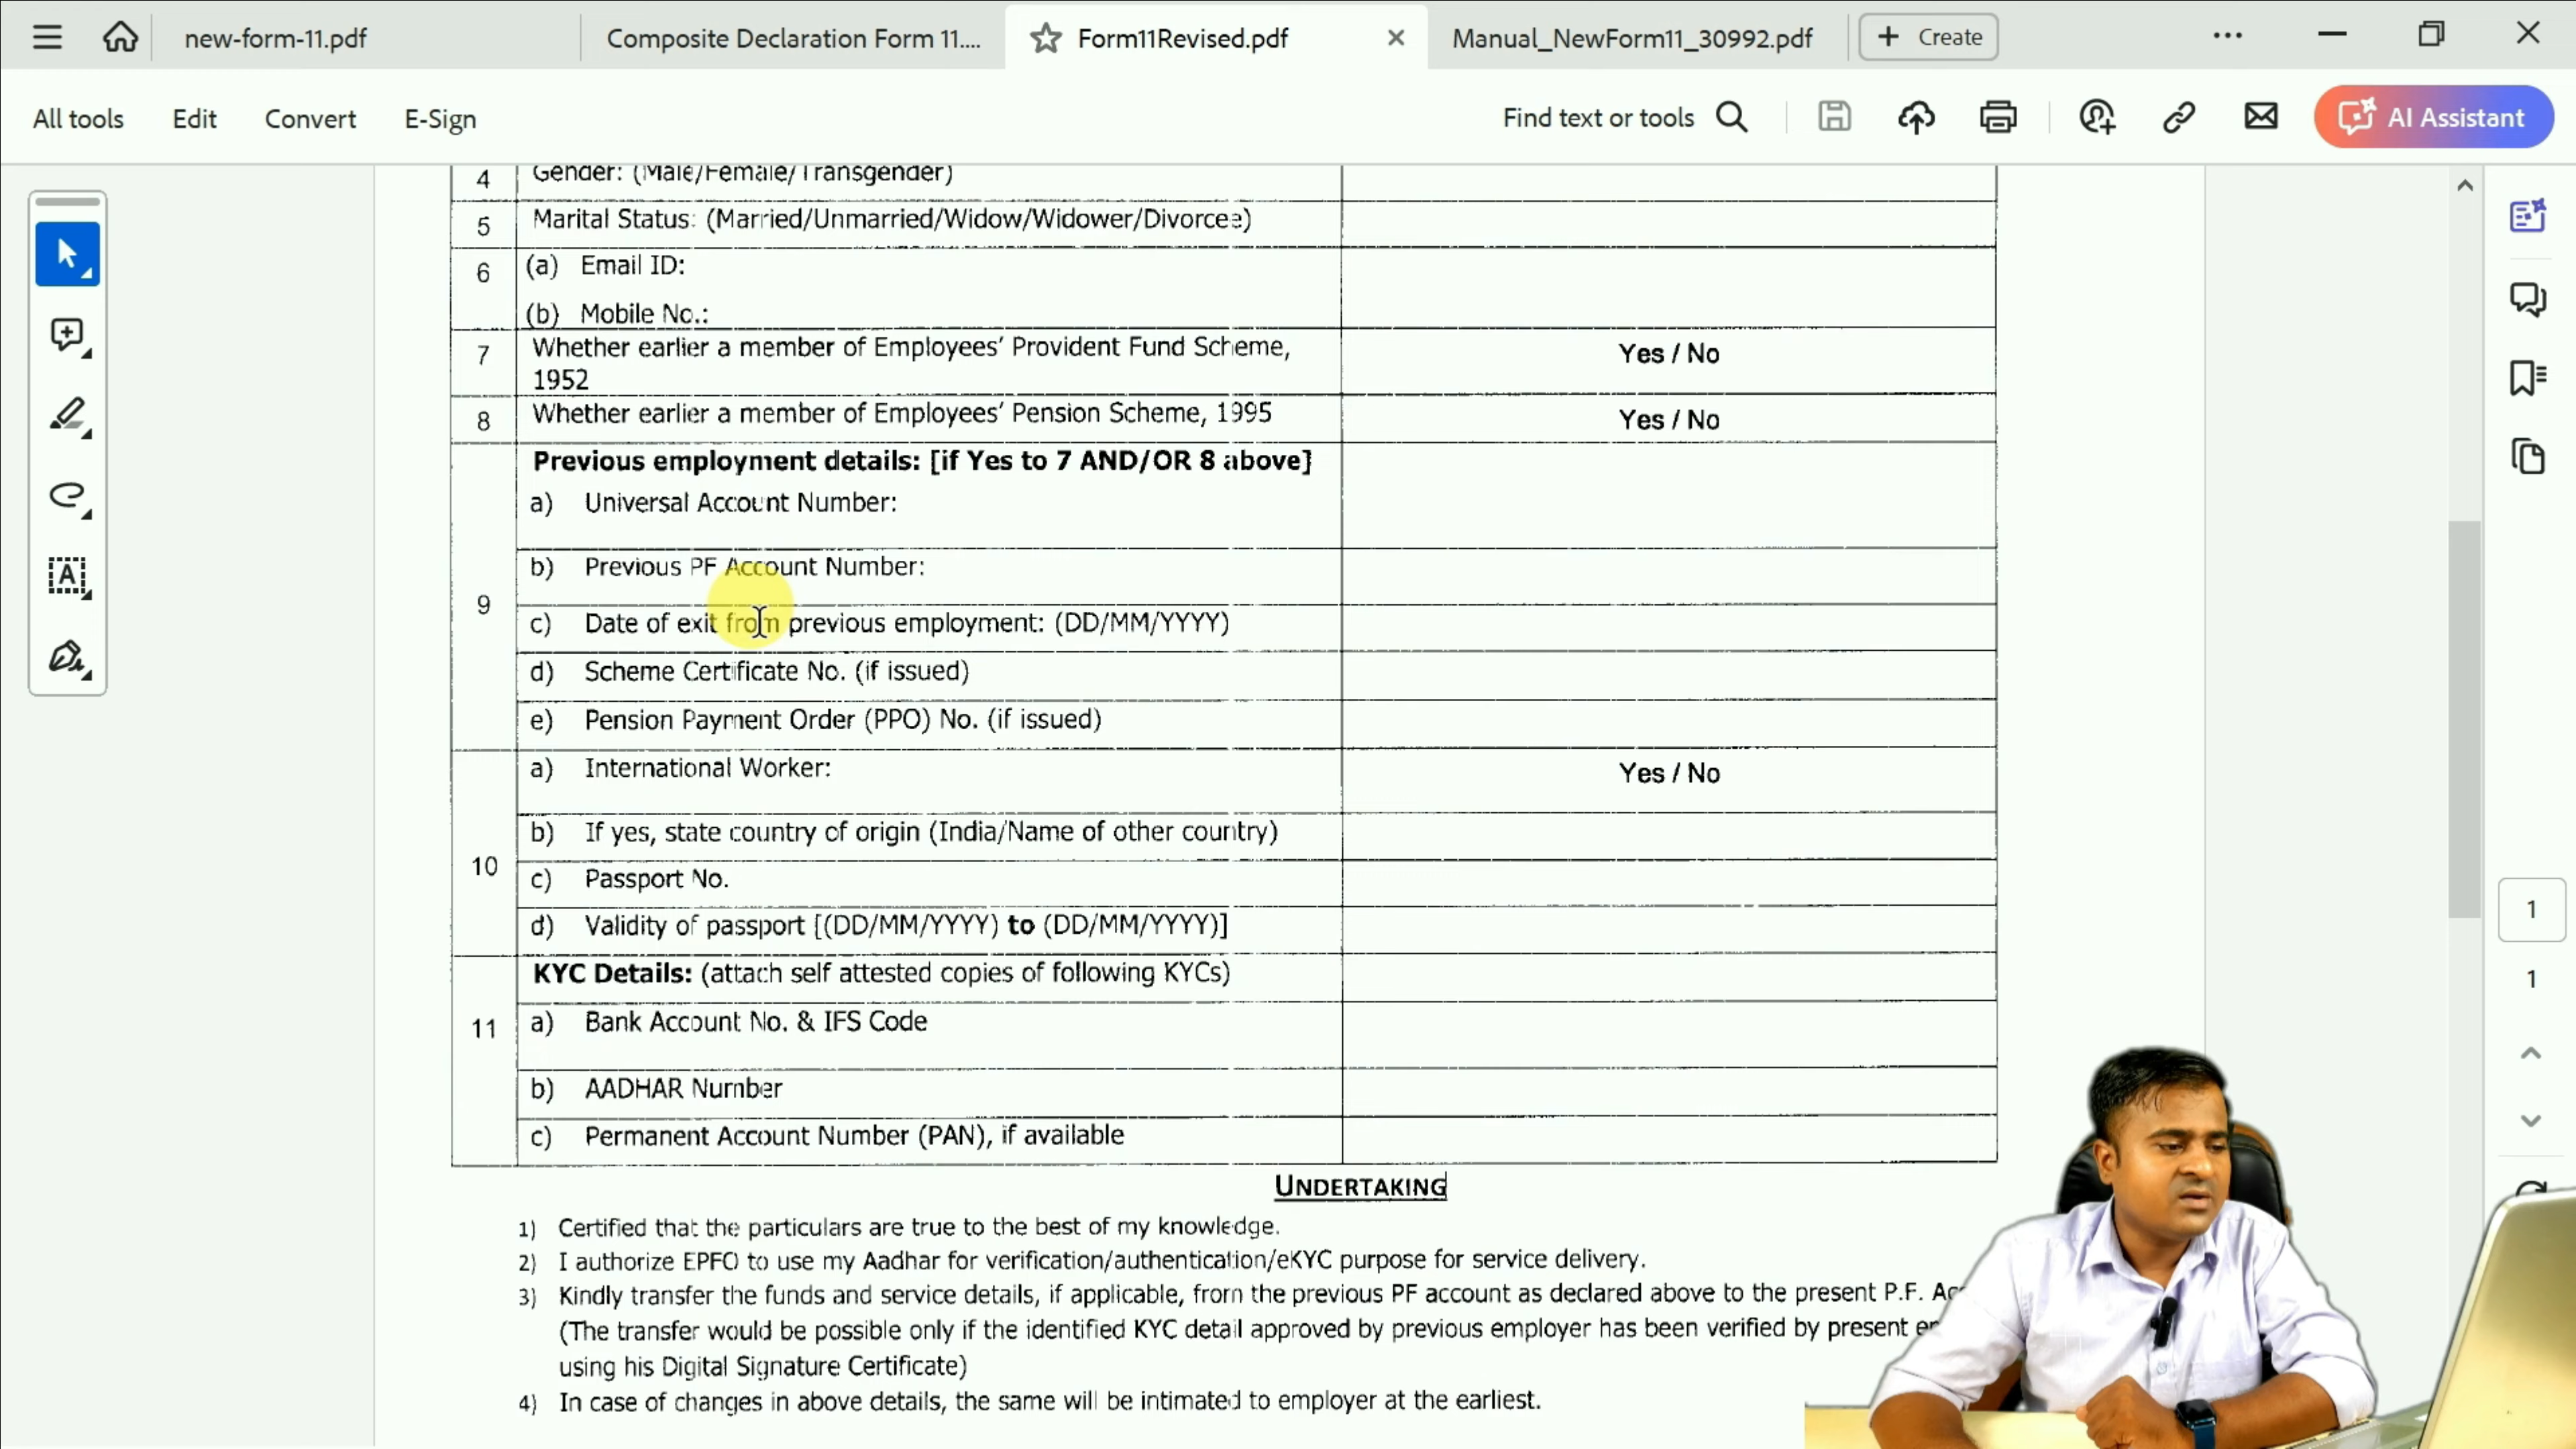 new-form-11.pdf
Composite Declaration Form 11....
Form11Revised.pdf
Manual_NewForm11_30992.pdf
Create
All tools
Edit
Convert
E-Sign
Find text or tools
AI Assistant
4 Gender: (Male/Female/Transgender)
5 Marital Status: (Married/Unmarried/Widow/Widower/Divorcee)
6 (a) Email ID:
(b) Mobile No.:
7 Whether earlier a member of Employees' Provident Fund Scheme, Yes / No
1952
8 Whether earlier a member of Employees' Pension Scheme, 1995 Yes / No
Previous employment details: [if Yes to 7 AND/OR 8 above]
a) Universal Account Number:
b) Previous PF Account Number:
9
c) Date of exit from previous employment: (DD/MM/YYYY)
d) Scheme Certificate No. (if issued)
e) Pension Payment Order (PPO) No. (if issued)
a) International Worker: Yes / No
b) If yes, state country of origin (India/Name of other country)
10
c) Passport No.
d) Validity of passport [(DD/MM/YYYY) to (DD/MM/YYYY)]
KYC Details: (attach self attested copies of following KYCs)
11 a) Bank Account No. & IFS Code
b) AADHAR Number
c) Permanent Account Number (PAN), if available
UNDERTAKING
1) Certified that the particulars are true to the best of my knowledge.
2) I authorize EPFO to use my Aadhar for verification/authentication/eKYC purpose for service delivery.
3) Kindly transfer the funds and service details, if applicable, from the previous PF account as declared above to the present P.F.
(The transfer would be possible only if the identified KYC detail approved by previous employer has been verified by present
using his Digital Signature Certificate)
4) In case of changes in above details, the same will be intimated to employer at the earliest.
1
1